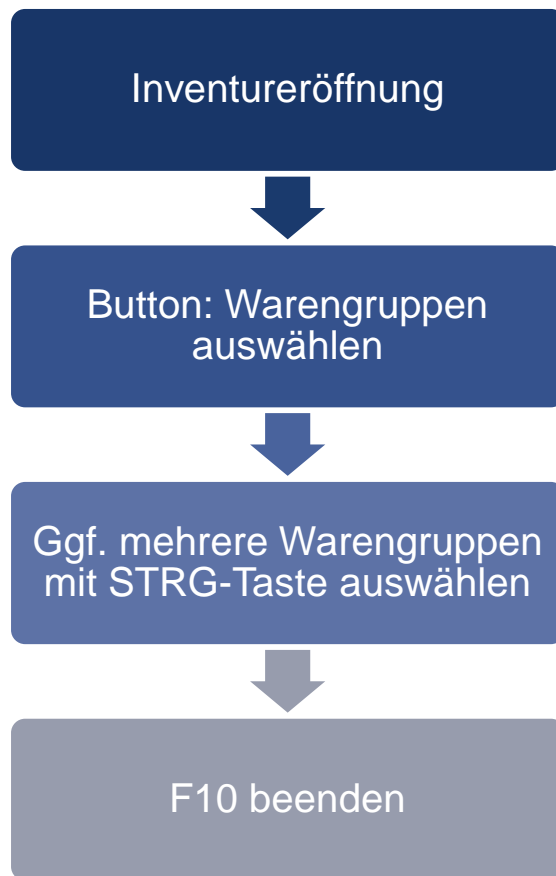 Inventureröffnung
Button: Warengruppen
auswählen
Ggf. mehrere Warengruppen
mit STRG-Taste auswählen
F10 beenden